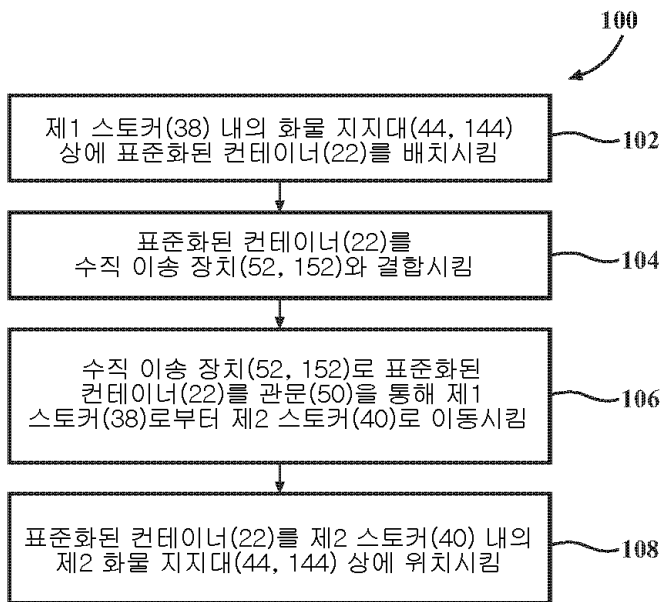 100
제1 스토커(38) 내의 화물 지지대(44, 144)
상에 표준화된 컨테이너(22)를 배치시킴
102
표준화된 컨테이너(22)를
수직 이송 장치(52, 152)와 결합시킴
104
수직 이송 장치(52, 152)로 표준화된
컨테이너(22)를 관문(50)을 통해 제1
스토커(38)로부터 제2 스토커(40)로 이동시킴
106
표준화된 컨테이너(22)를 제2 스토커(40) 내의
제2 화물 지지대(44, 144) 상에 위치시킴
108